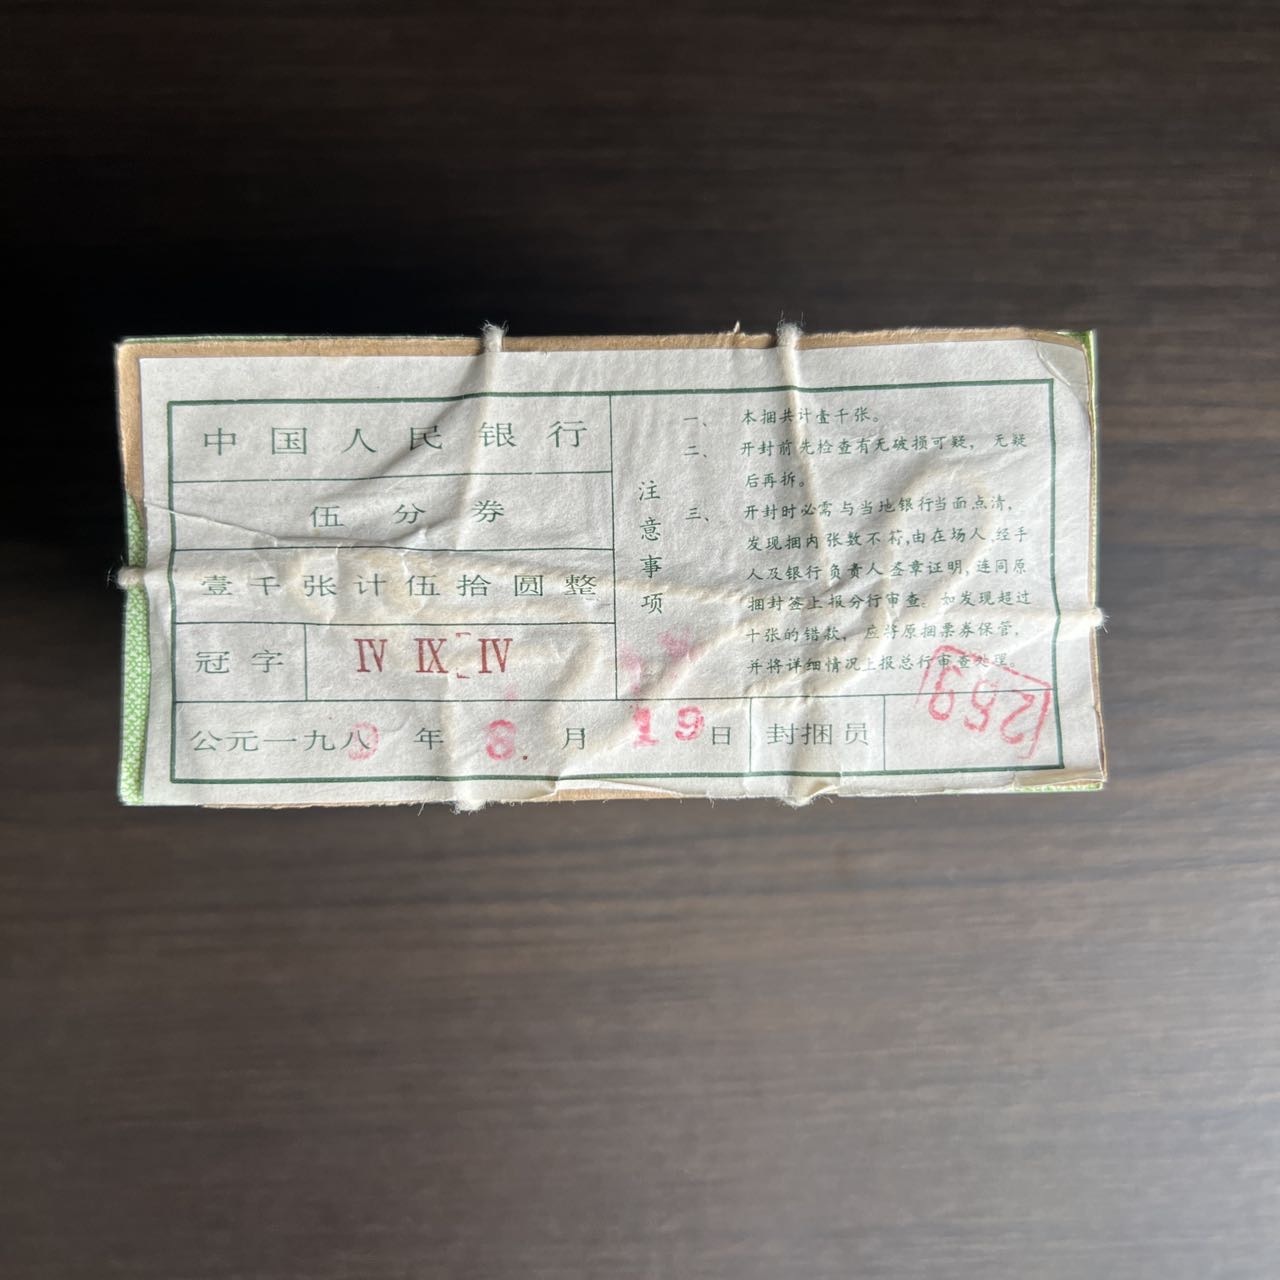 中国人民银行
伍分券
壹千张计伍拾圆整
冠字 IV IX IV
公元一九八9年8月19日 封捆员
注意事项
一、本捆共计壹千张。
二、开封前先检查有无破损可疑，无疑
后再拆。
三、开封时必需与当地银行当面点清，
发现捆内张数不符,由在场人、经手
人及银行负责人签章证明,连同原
捆封签上报分行审查。如发现超过
十张的错款，应将原捆票券保管，
并将详细情况上报总行审查处理。
259